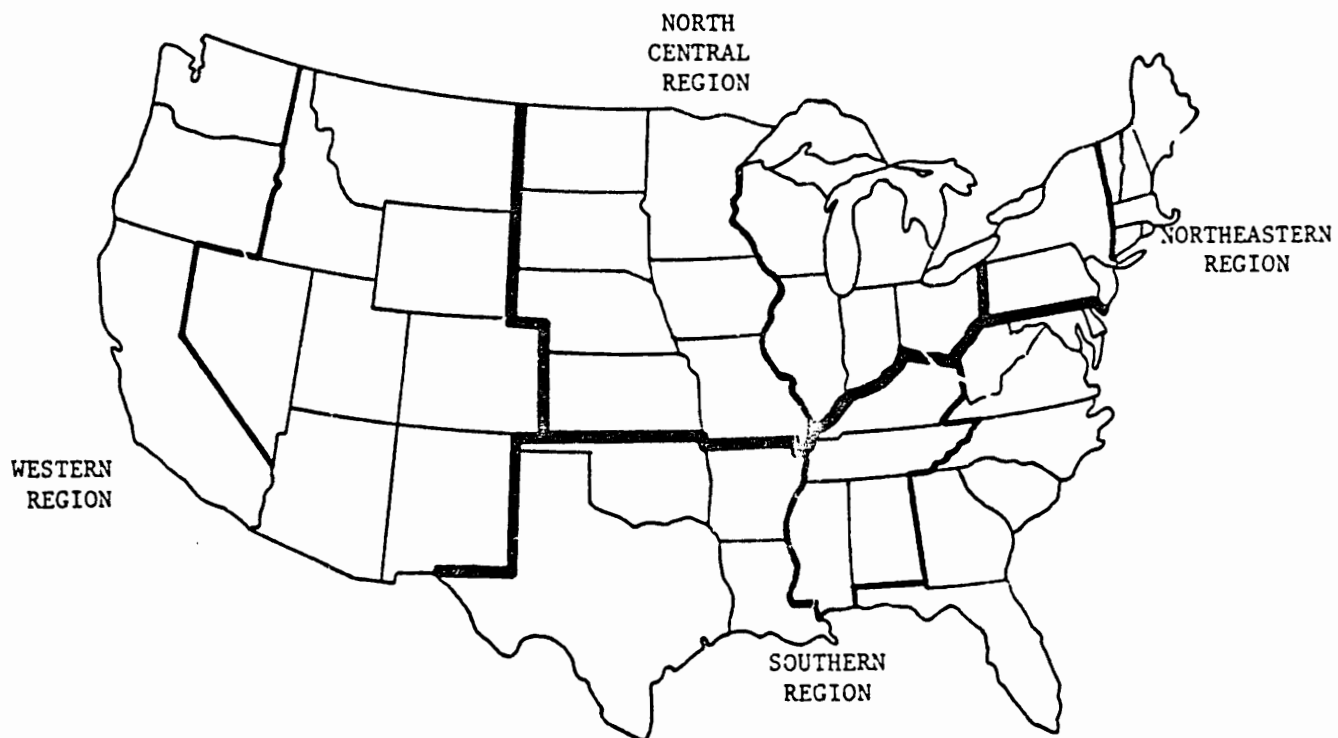 NORTH
CENTRAL
REGION
NORTHEASTERN
REGION
WESTERN
REGION
SOUTHERN
REGION